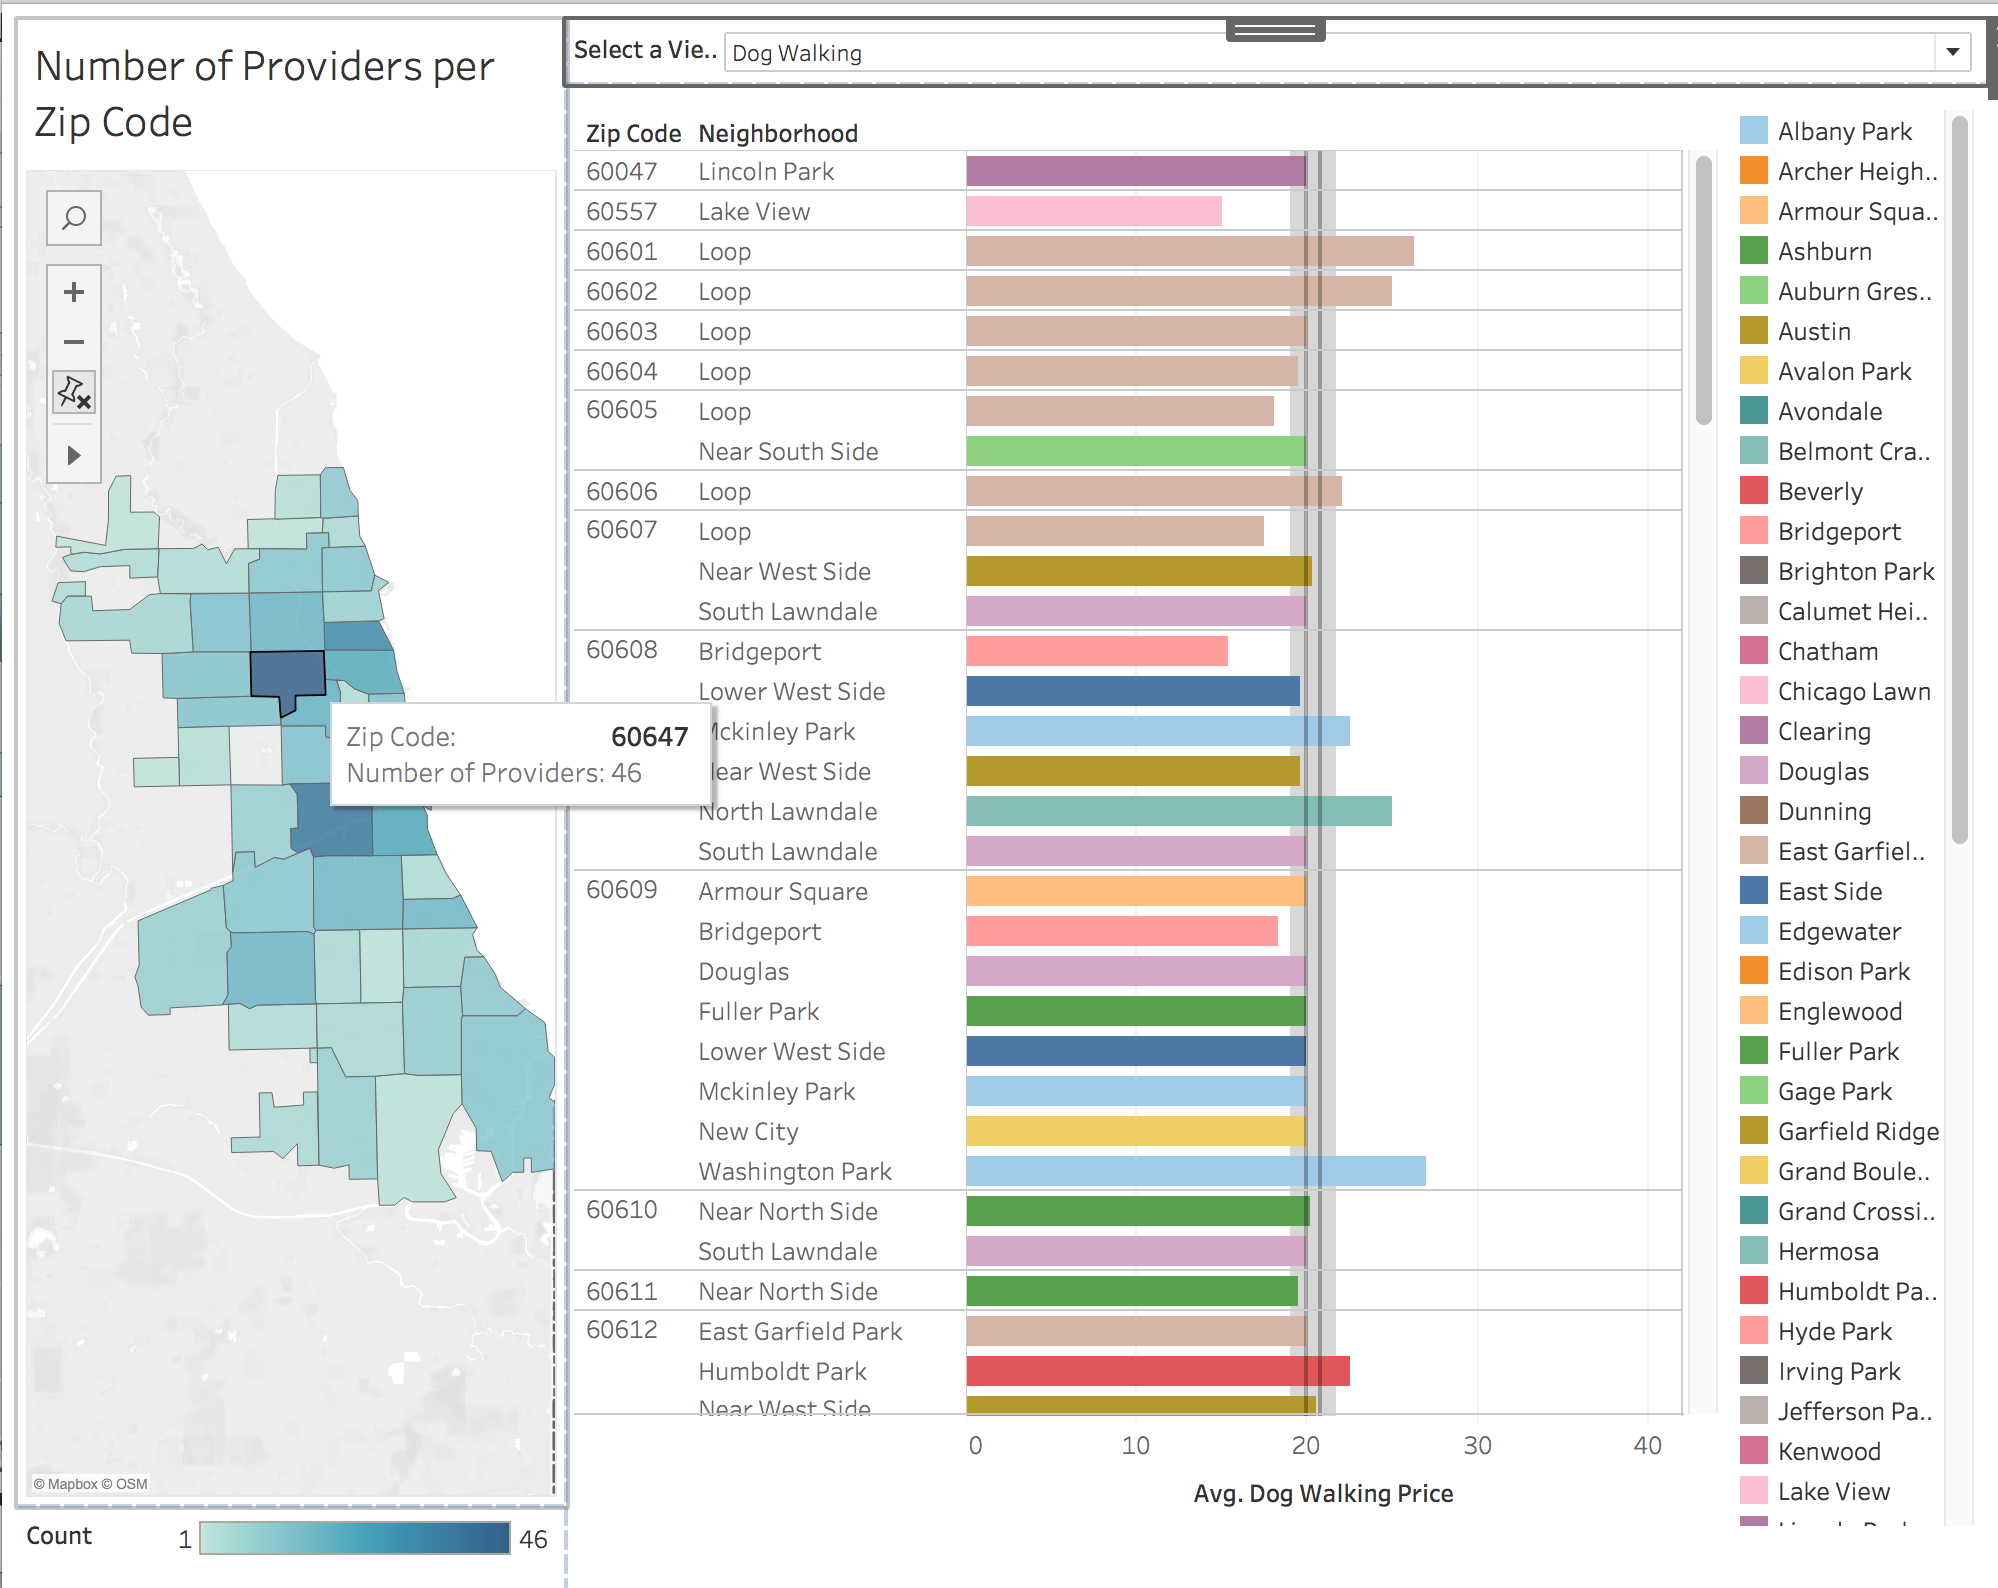 Number of Providers per
Zip Code
Select a Vie..
Dog Walking
Zip Code Neighborhood
60047 Lincoln Park
60557 Lake View
60601 Loop
60602 Loop
60603 Loop
60604 Loop
60605 Loop
Near South Side
60606 Loop
60607 Loop
Near West Side
South Lawndale
60608 Bridgeport
Lower West Side
Mckinley Park
Near West Side
North Lawndale
South Lawndale
60609 Armour Square
Bridgeport
Douglas
Fuller Park
Lower West Side
Mckinley Park
New City
Washington Park
60610 Near North Side
South Lawndale
60611 Near North Side
60612 East Garfield Park
Humboldt Park
Near West Side
0 10 20 30 40
Avg. Dog Walking Price
Zip Code: 60647
Number of Providers: 46
© Mapbox © OSM
Count 1 46
Albany Park
Archer Heigh..
Armour Squa..
Ashburn
Auburn Gres..
Austin
Avalon Park
Avondale
Belmont Cra..
Beverly
Bridgeport
Brighton Park
Calumet Hei..
Chatham
Chicago Lawn
Clearing
Douglas
Dunning
East Garfiel..
East Side
Edgewater
Edison Park
Englewood
Fuller Park
Gage Park
Garfield Ridge
Grand Boule..
Grand Crossi..
Hermosa
Humboldt Pa..
Hyde Park
Irving Park
Jefferson Pa..
Kenwood
Lake View